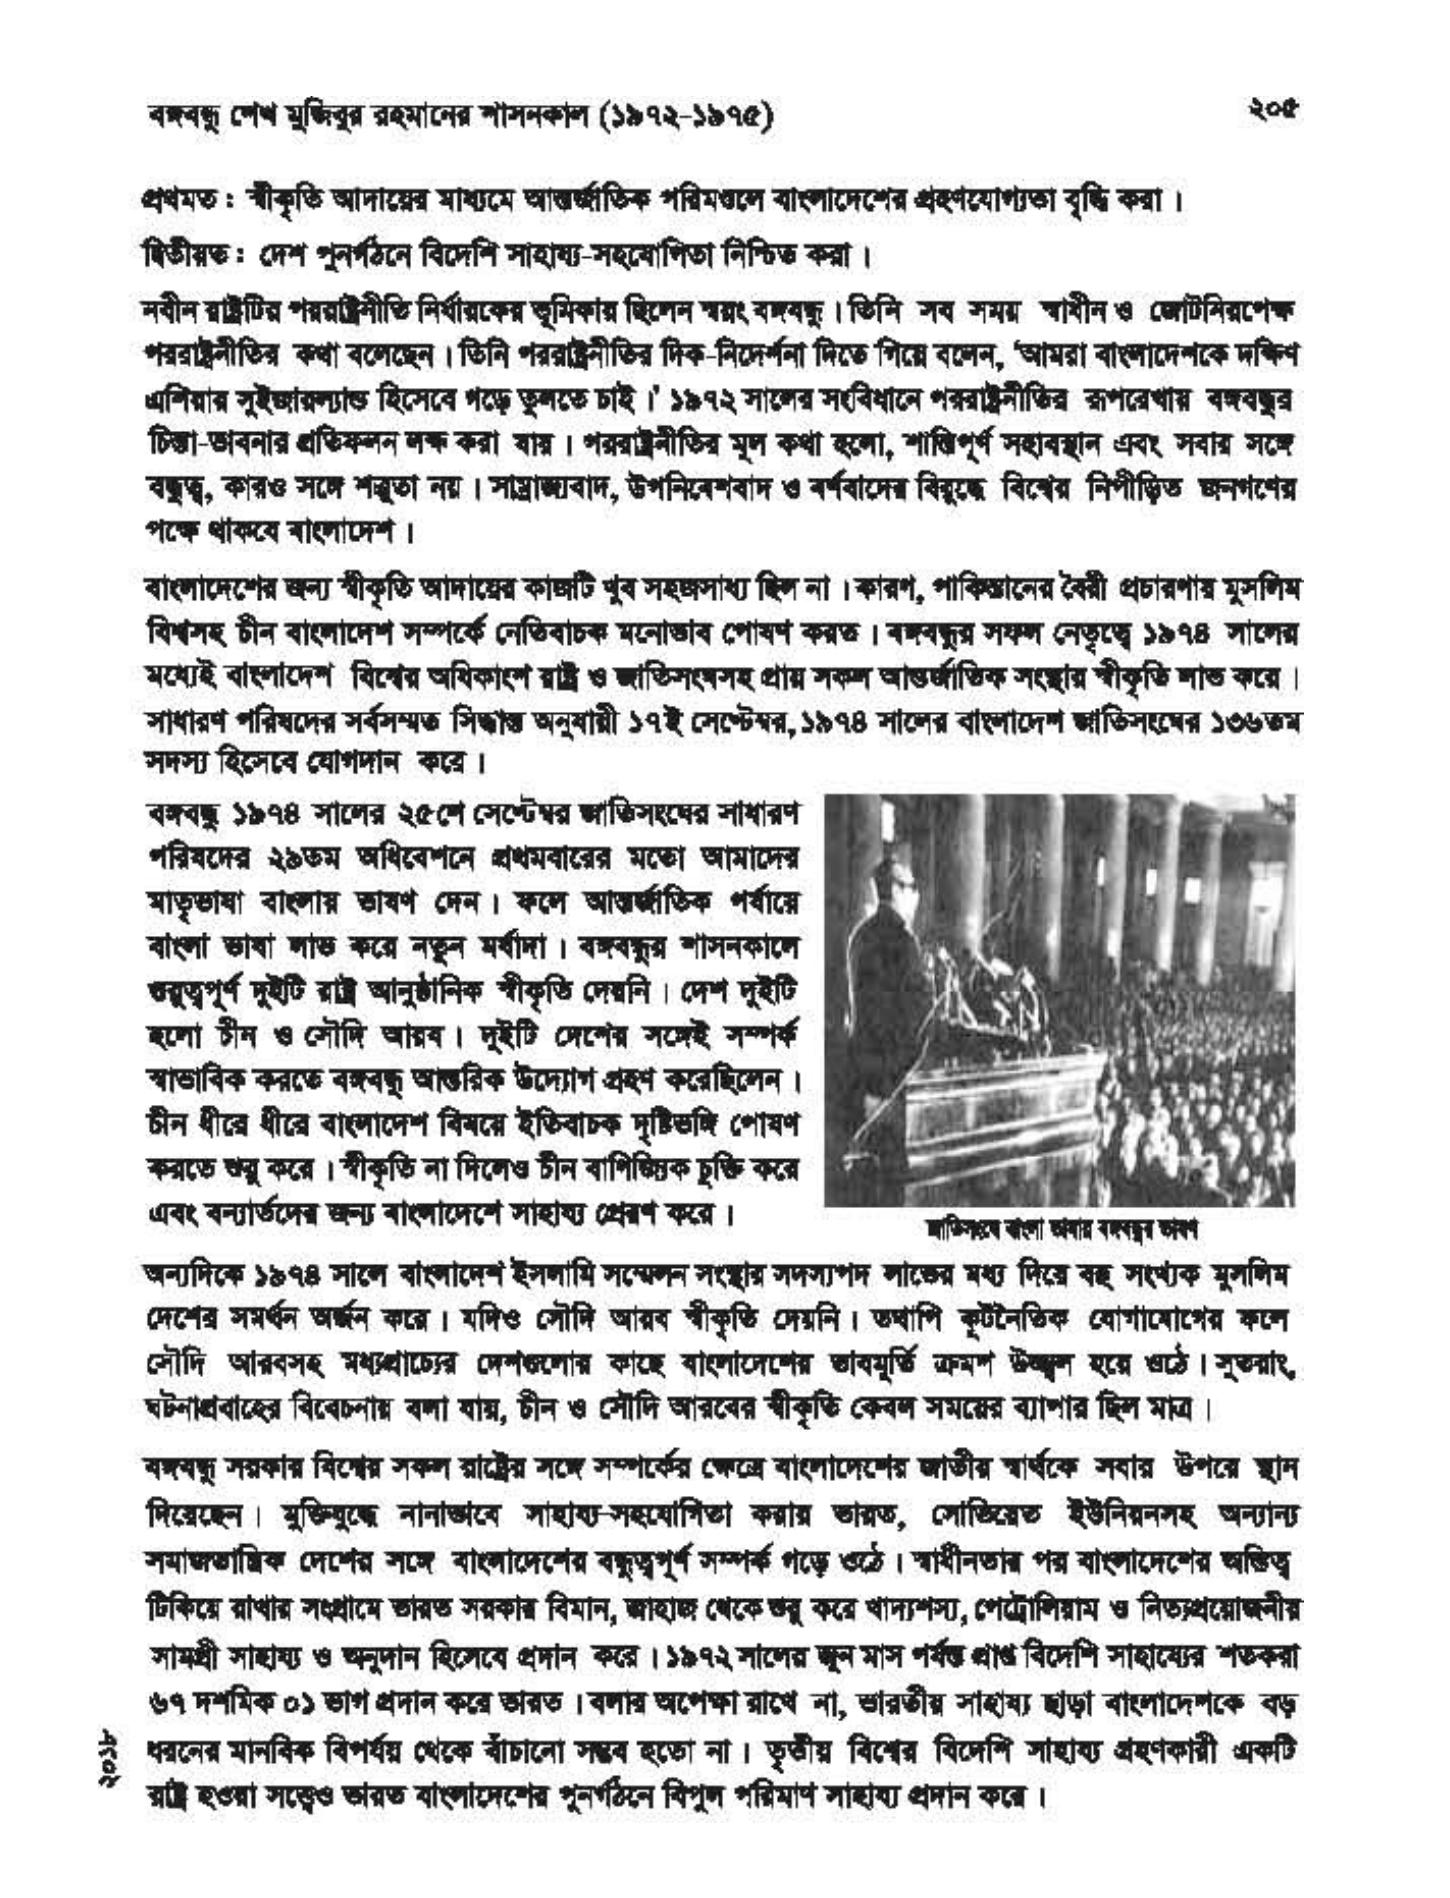 বঙ্গবন্ধু শেখ মুজিবুর রহমানের শাসনকাল (১৯৭২-১৯৭৫)
২০৫
প্রথমত : স্বীকৃতি আদায়ের মাধ্যমে আন্তর্জাতিক পরিমণ্ডলে বাংলাদেশের গ্রহণযোগ্যতা বৃদ্ধি করা ।
দ্বিতীয়ত : দেশ পুনর্গঠনে বিদেশি সাহায্য-সহযোগিতা নিশ্চিত করা ।
নবীন রাষ্ট্রটির পররাষ্ট্রনীতি নির্ধারকের ভূমিকায় ছিলেন স্বয়ং বঙ্গবন্ধু । তিনি সব সময় স্বাধীন ও জোটনিরপেক্ষ
পররাষ্ট্রনীতির কথা বলেছেন । তিনি পররাষ্ট্রনীতির দিক-নিদের্শনা দিতে গিয়ে বলেন, 'আমরা বাংলাদেশকে দক্ষিণ
এশিয়ার সুইজারল্যান্ড হিসেবে গড়ে তুলতে চাই ।' ১৯৭২ সালের সংবিধানে পররাষ্ট্রনীতির রূপরেখায় বঙ্গবন্ধুর
চিন্তা-ভাবনার প্রতিফলন লক্ষ করা যায় । পররাষ্ট্রনীতির মূল কথা হলো, শান্তিপূর্ণ সহাবস্থান এবং সবার সঙ্গে
বন্ধুত্ব, কারও সঙ্গে শত্রুতা নয় । সাম্রাজ্যবাদ, উপনিবেশবাদ ও বর্ণবাদের বিরুদ্ধে বিশ্বের নিপীড়িত জনগণের
পক্ষে থাকবে বাংলাদেশ ।
বাংলাদেশের জন্য স্বীকৃতি আদায়ের কাজটি খুব সহজসাধ্য ছিল না । কারণ, পাকিস্তানের বৈরী প্রচারণায় মুসলিম
বিশ্বসহ চীন বাংলাদেশ সম্পর্কে নেতিবাচক মনোভাব পোষণ করত । বঙ্গবন্ধুর সফল নেতৃত্বে ১৯৭৪ সালের
মধ্যেই বাংলাদেশ বিশ্বের অধিকাংশ রাষ্ট্র ও জাতিসংঘসহ প্রায় সকল আন্তর্জাতিক সংস্থার স্বীকৃতি লাভ করে ।
সাধারণ পরিষদের সর্বসম্মত সিদ্ধান্ত অনুযায়ী ১৭ই সেপ্টেম্বর, ১৯৭৪ সালের বাংলাদেশ জাতিসংঘের ১৩৬তম
সদস্য হিসেবে যোগদান করে ।
বঙ্গবন্ধু ১৯৭৪ সালের ২৫শে সেপ্টেম্বর জাতিসংঘের সাধারণ
পরিষদের ২৯তম অধিবেশনে প্রথমবারের মতো আমাদের
মাতৃভাষা বাংলায় ভাষণ দেন । ফলে আন্তর্জাতিক পর্যায়ে
বাংলা ভাষা লাভ করে নতুন মর্যাদা । বঙ্গবন্ধুর শাসনকালে
গুরুত্বপূর্ণ দুইটি রাষ্ট্র আনুষ্ঠানিক স্বীকৃতি দেয়নি । দেশ দুইটি
হলো চীন ও সৌদি আরব । দুইটি দেশের সঙ্গেই সম্পর্ক
স্বাভাবিক করতে বঙ্গবন্ধু আন্তরিক উদ্যোগ গ্রহণ করেছিলেন ।
চীন ধীরে ধীরে বাংলাদেশ বিষয়ে ইতিবাচক দৃষ্টিভঙ্গি পোষণ
করতে শুরু করে । স্বীকৃতি না দিলেও চীন বাণিজ্যিক চুক্তি করে
এবং বন্যার্তদের জন্য বাংলাদেশে সাহায্য প্রেরণ করে ।
জাতিসংঘে বাংলা ভাষায় বঙ্গবন্ধুর ভাষণ
অন্যদিকে ১৯৭৪ সালে বাংলাদেশ ইসলামি সম্মেলন সংস্থার সদস্যপদ লাভের মধ্য দিয়ে বহু সংখ্যক মুসলিম
দেশের সমর্থন অর্জন করে । যদিও সৌদি আরব স্বীকৃতি দেয়নি । তথাপি কূটনৈতিক যোগাযোগের ফলে
সৌদি আরবসহ মধ্যপ্রাচ্যের দেশগুলোর কাছে বাংলাদেশের ভাবমূর্তি ক্রমশ উজ্জ্বল হয়ে ওঠে । সুতরাং,
ঘটনাপ্রবাহের বিবেচনায় বলা যায়, চীন ও সৌদি আরবের স্বীকৃতি কেবল সময়ের ব্যাপার ছিল মাত্র ।
বঙ্গবন্ধু সরকার বিশ্বের সকল রাষ্ট্রের সঙ্গে সম্পর্কের ক্ষেত্রে বাংলাদেশের জাতীয় স্বার্থকে সবার উপরে স্থান
দিয়েছেন । মুক্তিযুদ্ধে নানাভাবে সাহায্য-সহযোগিতা করায় ভারত, সোভিয়েত ইউনিয়নসহ অন্যান্য
সমাজতান্ত্রিক দেশের সঙ্গে বাংলাদেশের বন্ধুত্বপূর্ণ সম্পর্ক গড়ে ওঠে । স্বাধীনতার পর বাংলাদেশের অস্তিত্ব
টিকিয়ে রাখার সংগ্রামে ভারত সরকার বিমান, জাহাজ থেকে শুরু করে খাদ্যশস্য, পেট্রোলিয়াম ও নিত্যপ্রয়োজনীয়
সামগ্রী সাহায্য ও অনুদান হিসেবে প্রদান করে । ১৯৭২ সালের জুন মাস পর্যন্ত প্রাপ্ত বিদেশি সাহায্যের শতকরা
৬৭ দশমিক ০১ ভাগ প্রদান করে ভারত । বলার অপেক্ষা রাখে না, ভারতীয় সাহায্য ছাড়া বাংলাদেশকে বড়
ধরনের মানবিক বিপর্যয় থেকে বাঁচানো সম্ভব হতো না । তৃতীয় বিশ্বের বিদেশি সাহায্য গ্রহণকারী একটি
রাষ্ট্র হওয়া সত্ত্বেও ভারত বাংলাদেশের পুনর্গঠনে বিপুল পরিমাণ সাহায্য প্রদান করে ।
২০১৮